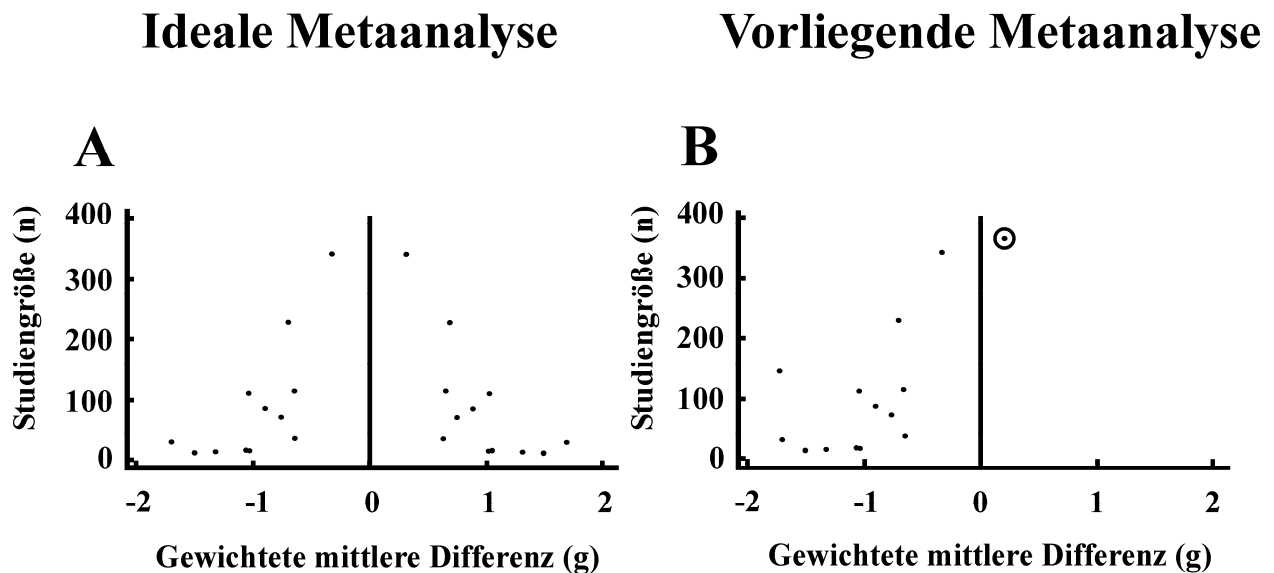 Ideale Metaanalyse
Vorliegende Metaanalyse
A
B
Studiengröße (n)
400
300
200
100
0
-2
-1
0
1
2
Gewichtete mittlere Differenz (g)
Studiengröße (n)
400
300
200
100
0
-2
-1
0
1
2
Gewichtete mittlere Differenz (g)